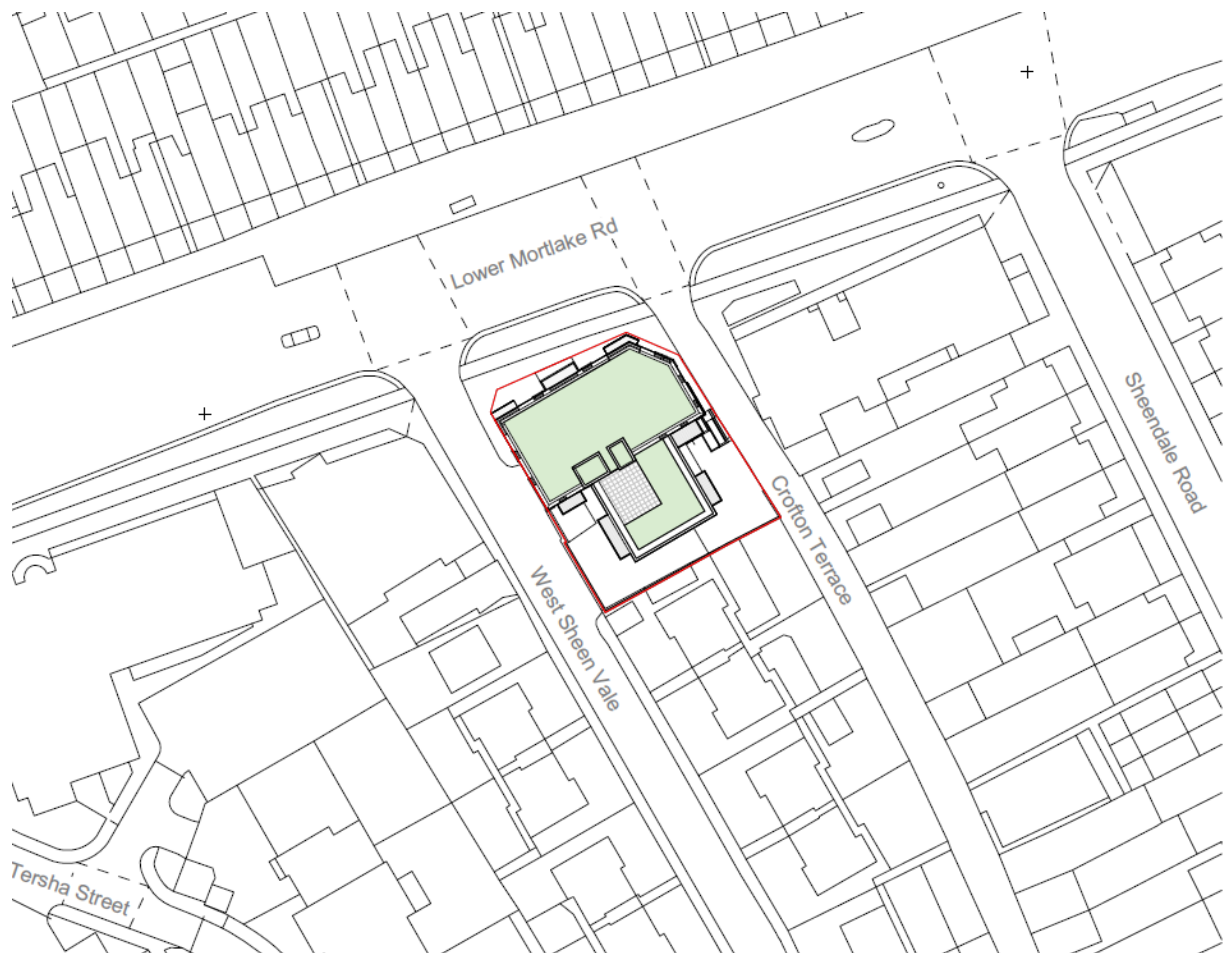 Lower Mortlake Rd
Sheendale Road
Crofton Terrace
West Sheen Vale
Tersha Street